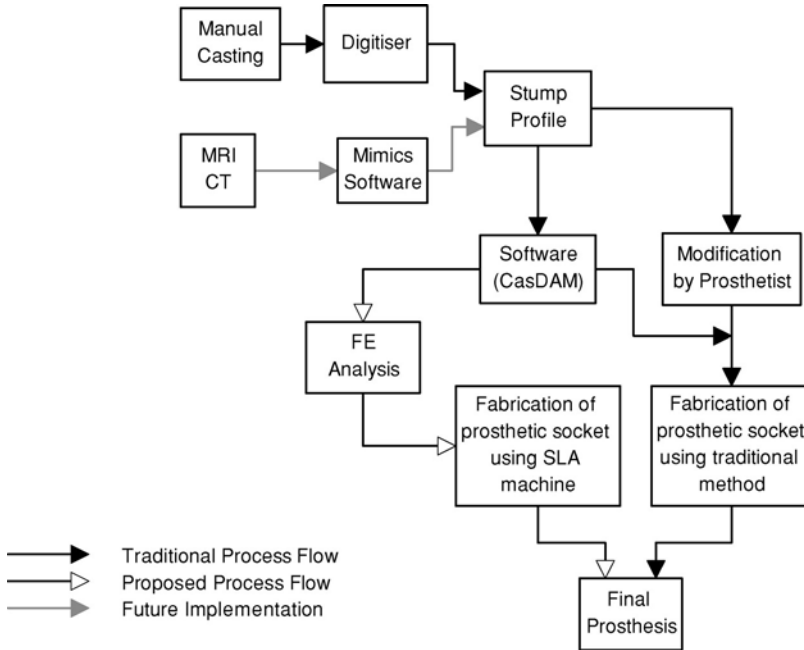 Manual
Casting
Digitiser
Stump
Profile
MRI
CT
Mimics
Software
Software
(CasDAM)
Modification
by Prosthetist
FE
Analysis
Fabrication of
prosthetic socket
using SLA
machine
Fabrication of
prosthetic socket
using traditional
method
Traditional Process Flow
Proposed Process Flow
Future Implementation
Final
Prosthesis